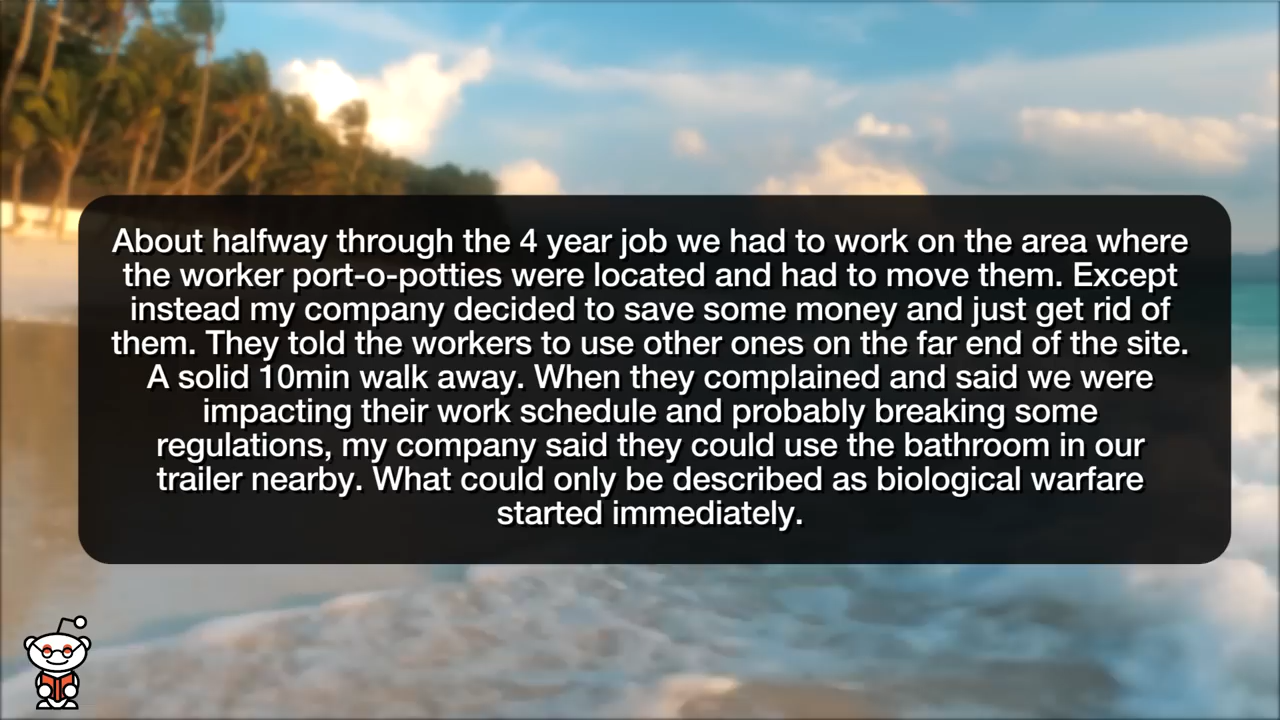 About halfway through the 4 year job we had to work on the area where
the worker port-o-potties were located and had to move them. Except
instead my company decided to save some money and just get rid of
them. They told the workers to use other ones on the far end of the site.
A solid 10min walk away. When they complained and said we were
impacting their work schedule and probably breaking some
regulations, my company said they could use the bathroom in our
trailer nearby. What could only be described as biological warfare
started immediately.